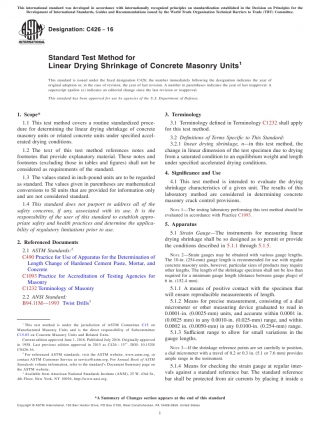 This international standard was developed in accordance with internationally recognized principles on standardization established in the Decision on Principles for the
Development of International Standards, Guides and Recommendations issued by the World Trade Organization Technical Barriers to Trade (TBT) Committee.
Designation: C426 − 16
INTERNATIONAL
Standard Test Method for
Linear Drying Shrinkage of Concrete Masonry Units1
This standard is issued under the fixed designation C426; the number immediately following the designation indicates the year of
original adoption or, in the case of revision, the year of last revision. A number in parentheses indicates the year of last reapproval. A
superscript epsilon (ε) indicates an editorial change since the last revision or reapproval.
This standard has been approved for use by agencies of the U.S. Department of Defense.
1. Scope*
1.1 This test method covers a routine standardized proce-
dure for determining the linear drying shrinkage of concrete
masonry units or related concrete units under specified accel-
erated drying conditions.
1.2 The text of this test method references notes and
footnotes that provide explanatory material. These notes and
footnotes (excluding those in tables and figures) shall not be
considered as requirements of the standard.
1.3 The values stated in inch-pound units are to be regarded
as standard. The values given in parentheses are mathematical
conversions to SI units that are provided for information only
and are not considered standard.
1.4 This standard does not purport to address all of the
safety concerns, if any, associated with its use. It is the
responsibility of the user of this standard to establish appro-
priate safety and health practices and determine the applica-
bility of regulatory limitations prior to use.
2. Referenced Documents
2.1 ASTM Standards:2
C490 Practice for Use of Apparatus for the Determination of
Length Change of Hardened Cement Paste, Mortar, and
Concrete
C1093 Practice for Accreditation of Testing Agencies for
Masonry
C1232 Terminology of Masonry
2.2 ANSI Standard:
B94.11M—1993 Twist Drills3
1 This test method is under the jurisdiction of ASTM Committee C15 on
Manufactured Masonry Units and is the direct responsibility of Subcommittee
C15.03 on Concrete Masonry Units and Related Units.
Current edition approved June 1, 2016. Published July 2016. Originally approved
in 1958. Last previous edition approved in 2015 as C426 – 15
2 For referenced ASTM standards, visit the ASTM website, www.astm.org, or
contact ASTM Customer Service at service@astm.org. For Annual Book of ASTM
Standards volume information, refer to the standard's Document Summary page on
the ASTM website.
3 Available from American National Standards Institute (ANSI), 25 W. 43rd St.,
4th Floor, New York, NY 10036, http://www.ansi.org.
3. Terminology
3.1 Terminology defined in Terminology C1232 shall apply
for this test method.
3.2 Definitions of Terms Specific to This Standard:
3.2.1 linear drying shrinkage, n—in this test method, the
change in linear dimension of the test specimen due to drying
from a saturated condition to an equilibrium weight and length
under specified accelerated drying conditions.
4. Significance and Use
4.1 This test method is intended to evaluate the drying
shrinkage characteristics of a given unit. The results of this
laboratory method are considered in determining concrete
masonry crack control provision.
NOTE 1—The testing laboratory performing this test method should be
evaluated in accordance with Practice C1093.
5. Apparatus
5.1 Strain Gauge—The instruments for measuring linear
drying shrinkage shall be so designed as to permit or provide
the conditions described in 5.1.1 through 5.1.5.
NOTE 2—Strain gauges may be obtained with various gauge lengths.
The 10-in. (254-mm) gauge length is recommended for use with regular
concrete masonry units, however, particular sizes of products may require
other lengths. The length of the shrinkage specimen shall not be less than
required for a minimum gauge length (distance between gauge plugs) of
6 in. (152.4 mm).
5.1.1 A means of positive contact with the specimen that
will ensure reproducible measurements of length.
5.1.2 Means for precise measurement, consisting of a dial
micrometer or other measuring device graduated to read in
0.0001-in. (0.0025-mm) units, and accurate within 0.0001 in.
(0.0025 mm) in any 0.0010-in. (0.025-mm) range, and within
0.0002 in. (0.0050-mm) in any 0.0100-in. (0.254-mm) range.
5.1.3 Sufficient range to allow for small variations in the
gauge lengths.
NOTE 3—If the shrinkage reference points are set carefully to position,
a dial micrometer with a travel of 0.2 or 0.3 in. (5.1 or 7.6 mm) provides
ample range in the instrument.
5.1.4 Means for checking the strain gauge at regular inter-
vals against a standard reference bar. The standard reference
bar shall be protected from air currents by placing it inside a
*A Summary of Changes section appears at the end of this standard
1